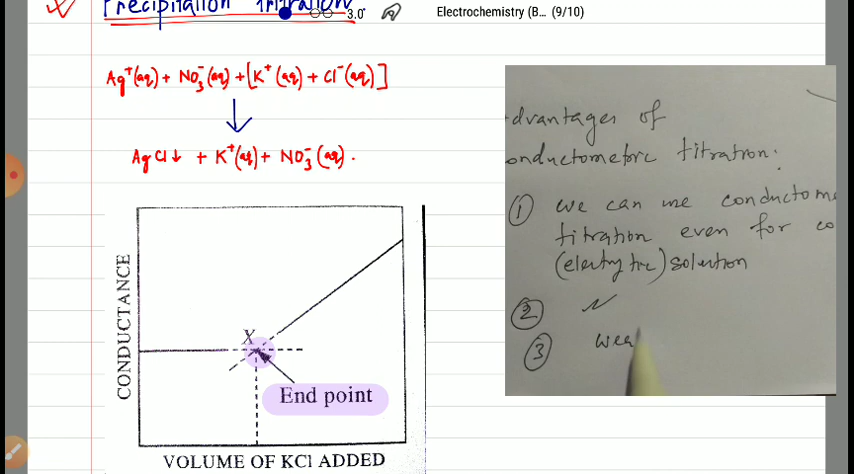 Precipitation Titration
3.0
Electrochemistry (B... (9/10)
Ag⁺(aq) + NO₃⁻(aq) + [K⁺(aq) + Cl⁻(aq)]
AgCl↓ + K⁺(aq) + NO₃⁻(aq).
CONDUCTANCE
X
End point
VOLUME OF KCl ADDED
dvantages of
onductometric titration:
① we can use conductome
titration even for co
solution
②
③ wea